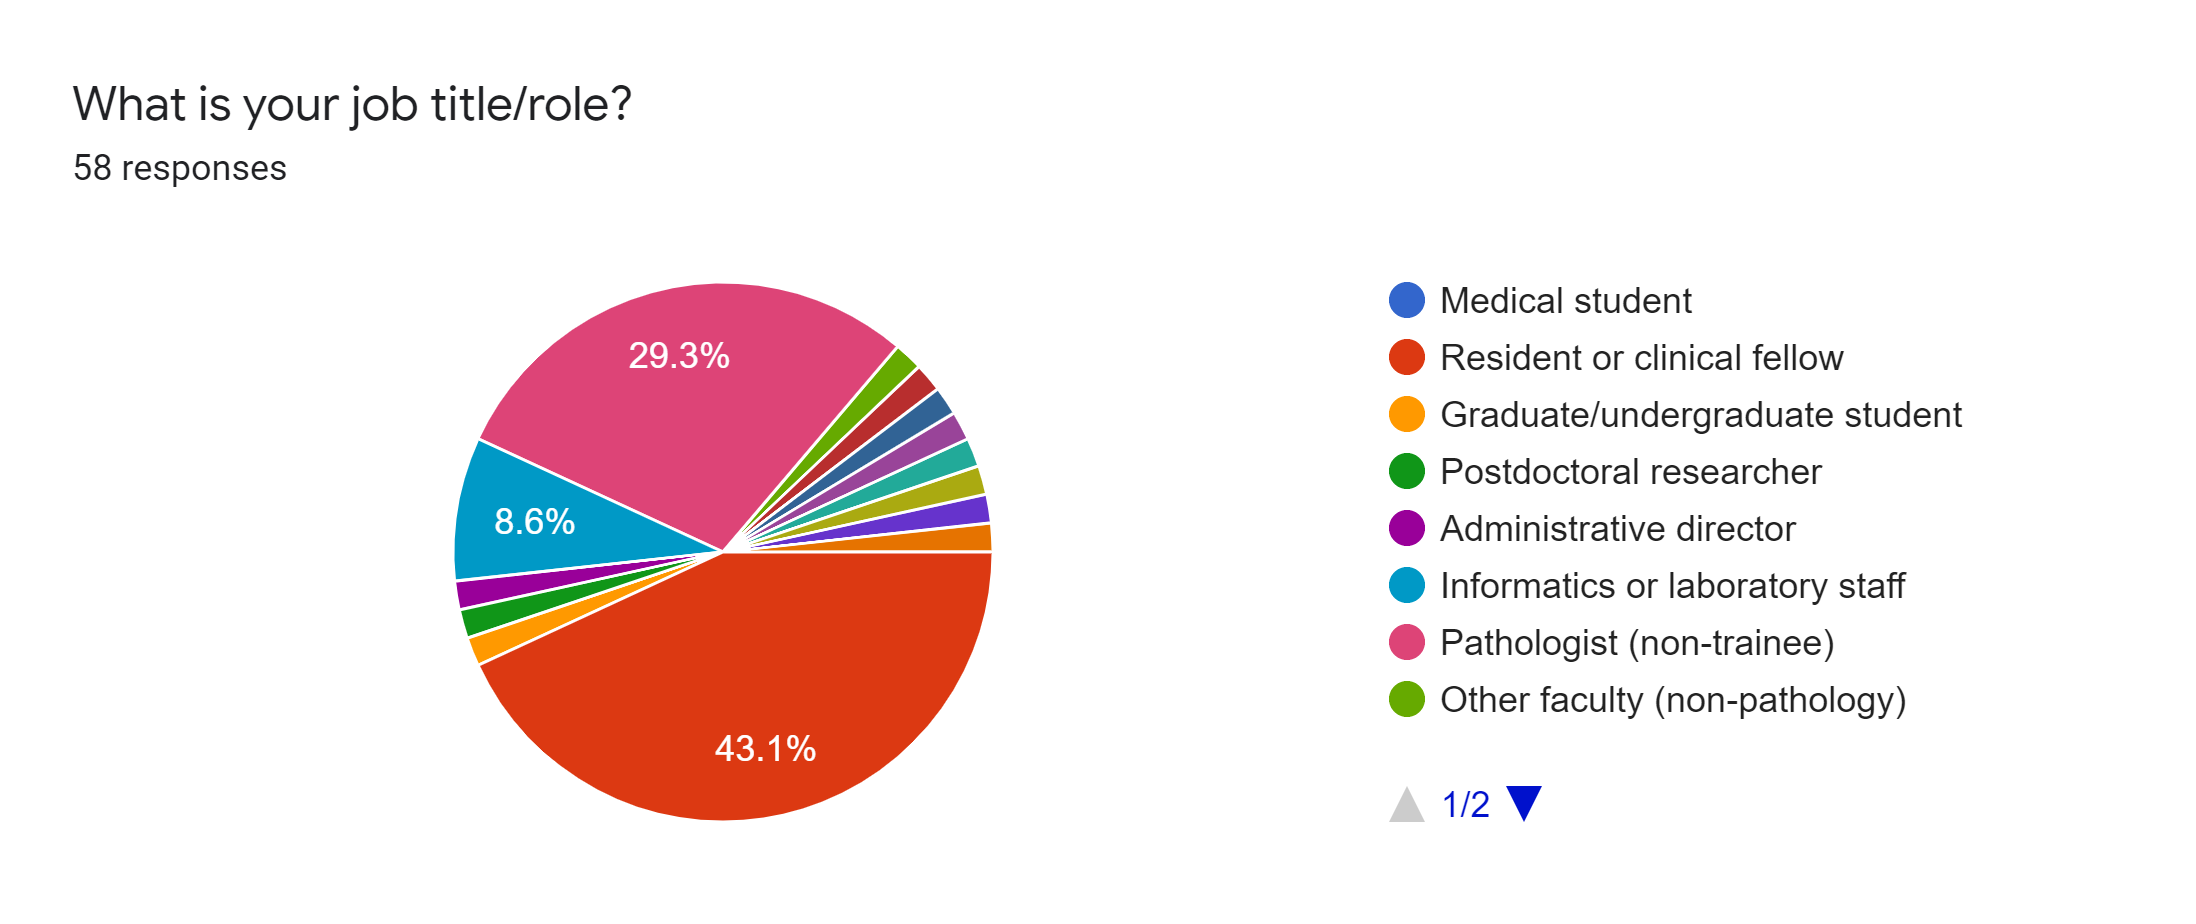 What is your job title/role?
58 responses
29.3%
8.6%
43.1%
Medical student
Resident or clinical fellow
Graduate/undergraduate student
Postdoctoral researcher
Administrative director
Informatics or laboratory staff
Pathologist (non-trainee)
Other faculty (non-pathology)
1/2